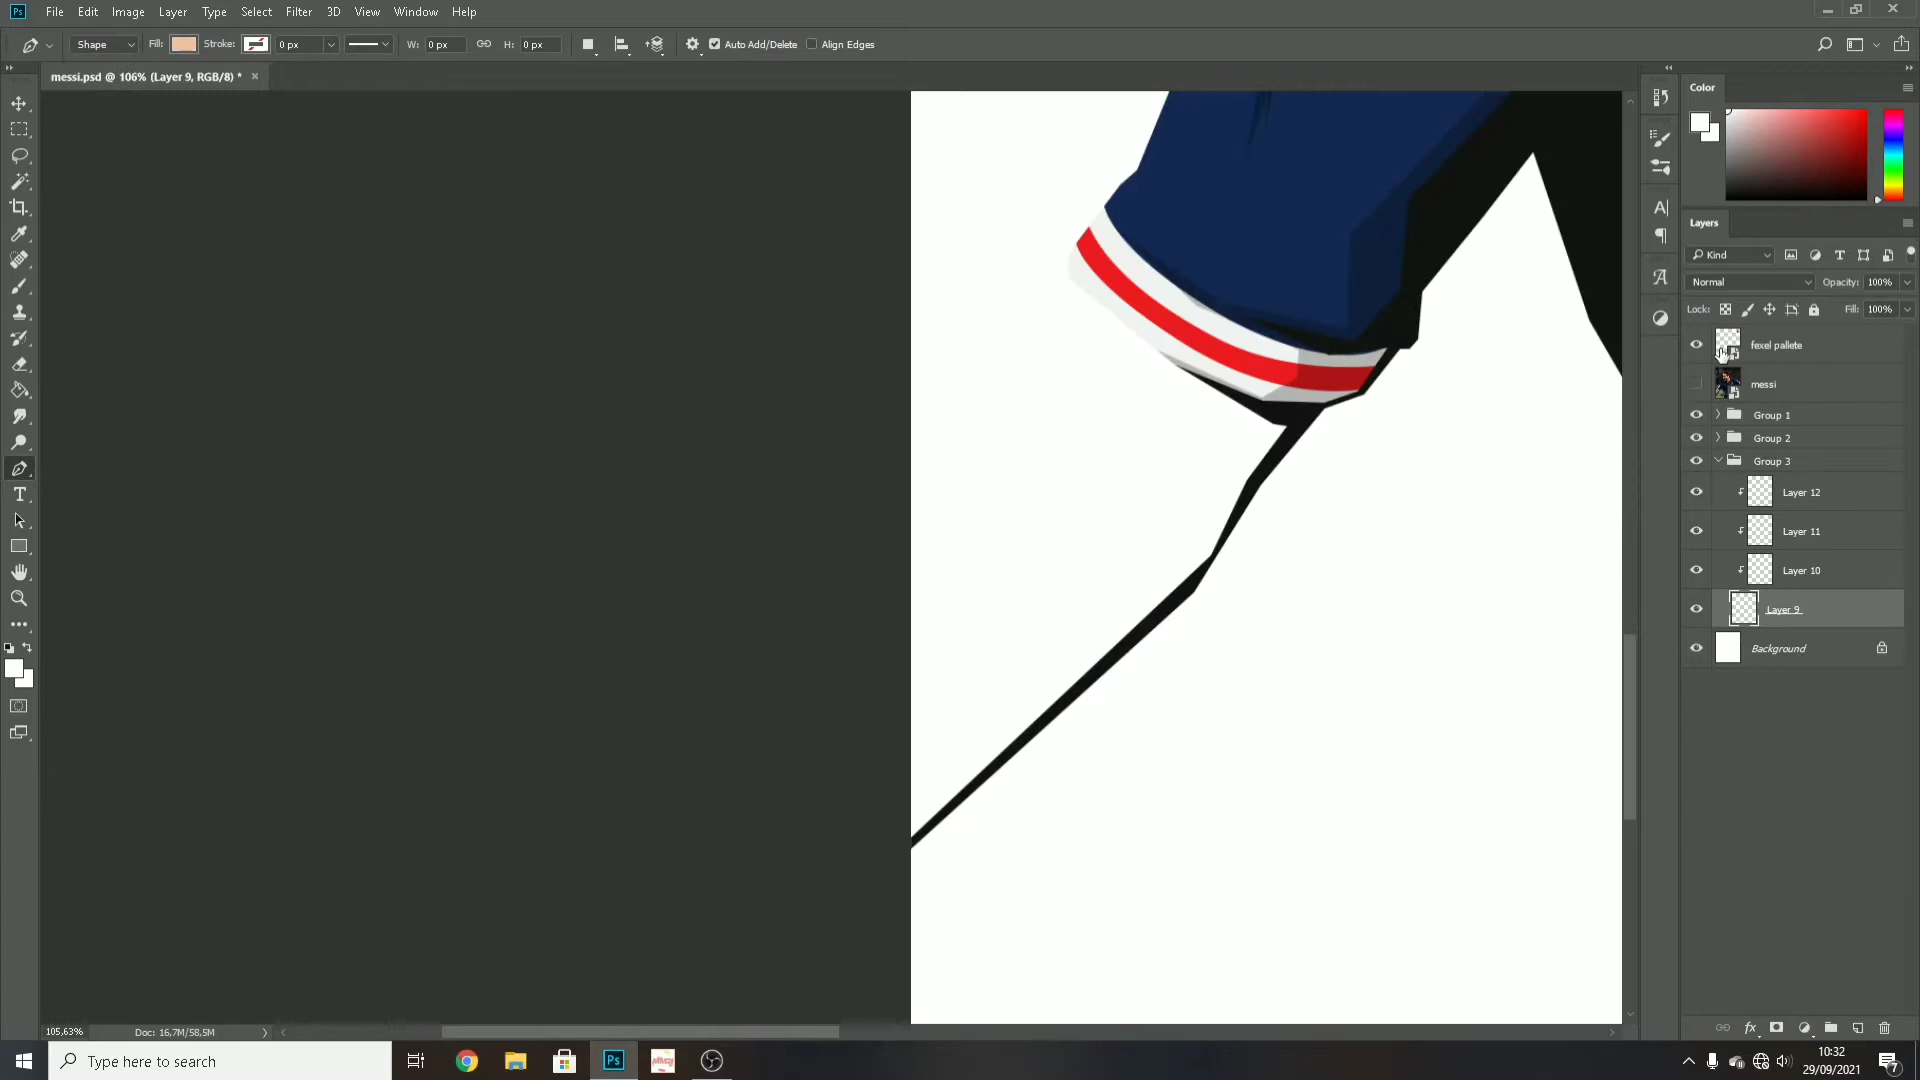 Ps File Edit Image Layer Type Select Filter 3D View Window Help
Shape Fill: Stroke: 0 px W: 0 px H: 0 px Auto Add/Delete Align Edges
messi.psd @ 106% (Layer 9, RGB/8) *
Color
Layers
Kind
Normal Opacity: 100%
Lock: Fill: 100%
fexel pallete
messi
Group 1
Group 2
Group 3
Layer 12
Layer 11
Layer 10
Layer 9
Background
105,63% Doc: 16,7M/58,5M
Type here to search
Ps
10:32
29/09/2021
7